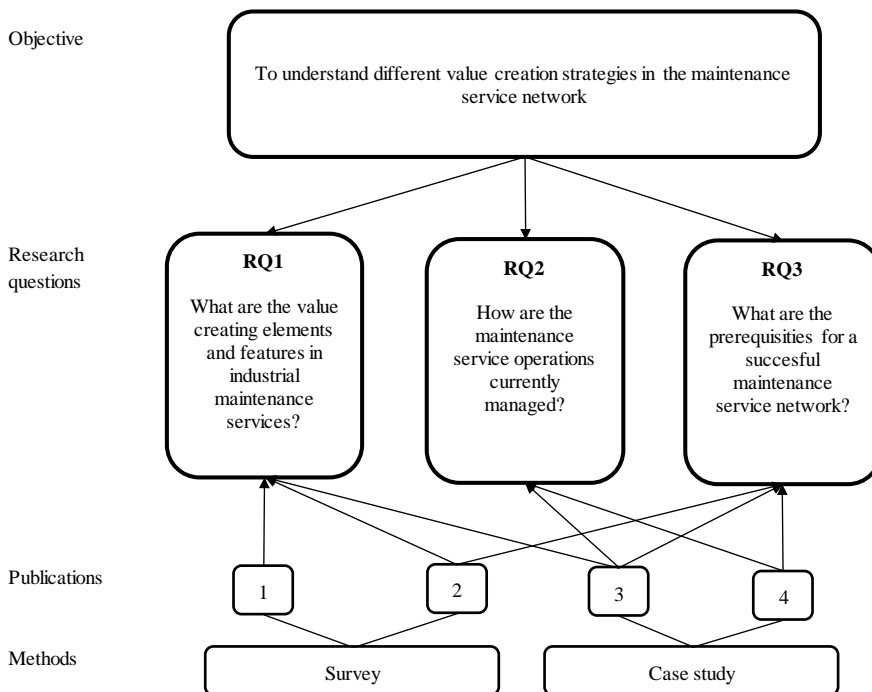 Objective
To understand different value creation strategies in the maintenance
service network
Research
questions
RQ1
What are the value
creating elements
and features in
industrial
maintenance
services?
RQ2
How are the
maintenance
service operations
currently
managed?
RQ3
What are the
prerequisities for a
succesful
maintenance
service network?
Publications
1
2
3
4
Methods
Survey
Case study